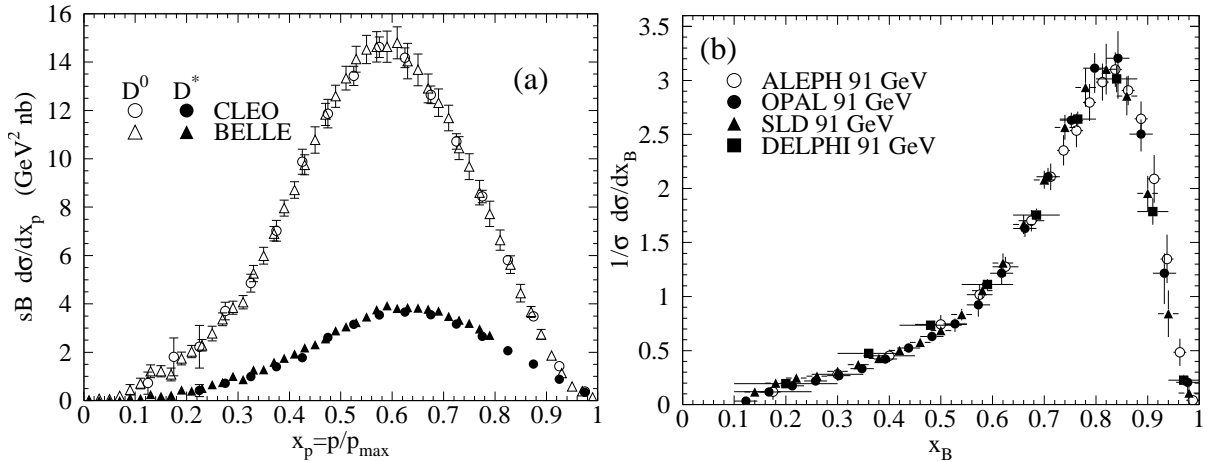 sB dσ/dx_p (GeV² nb)
16
14
12
10
8
6
4
2
0
(a)
D⁰ D*
CLEO
BELLE
0 0.1 0.2 0.3 0.4 0.5 0.6 0.7 0.8 0.9 1
x_p=p/p_max
1/σ dσ/dx_B
3.5
3
2.5
2
1.5
1
0.5
0
(b)
ALEPH 91 GeV
OPAL 91 GeV
SLD 91 GeV
DELPHI 91 GeV
0 0.1 0.2 0.3 0.4 0.5 0.6 0.7 0.8 0.9 1
x_B